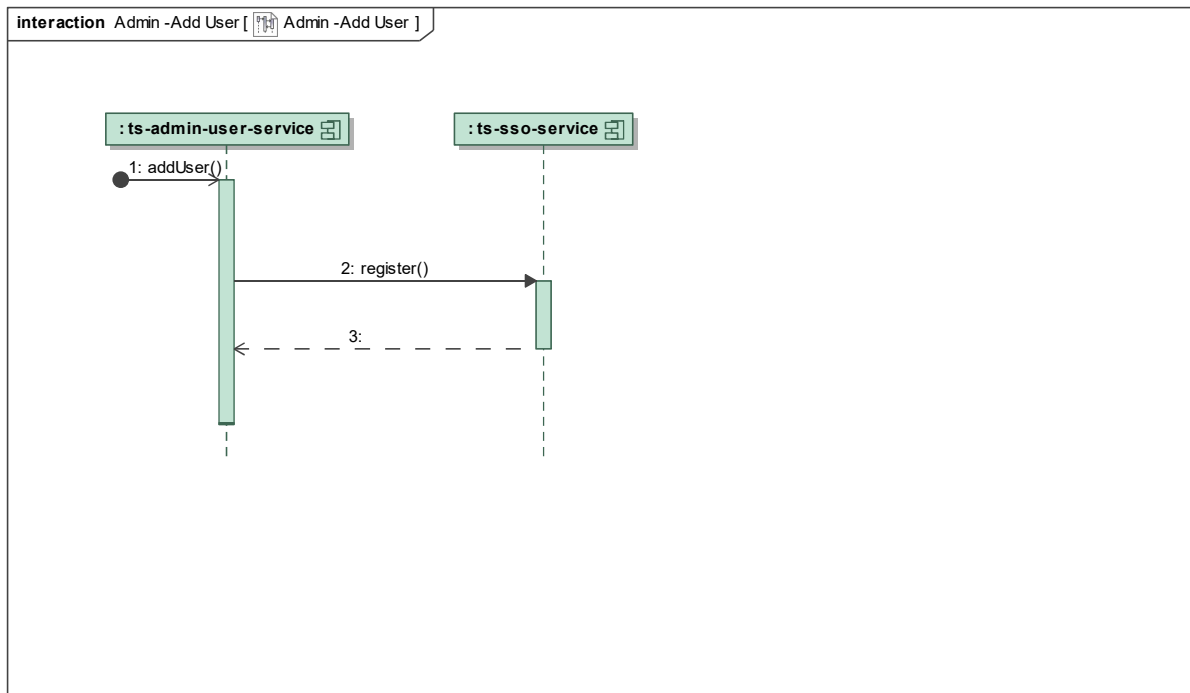 interaction Admin -Add User [ Admin -Add User ]
: ts-admin-user-service
: ts-sso-service
1: addUser()
2: register()
3: